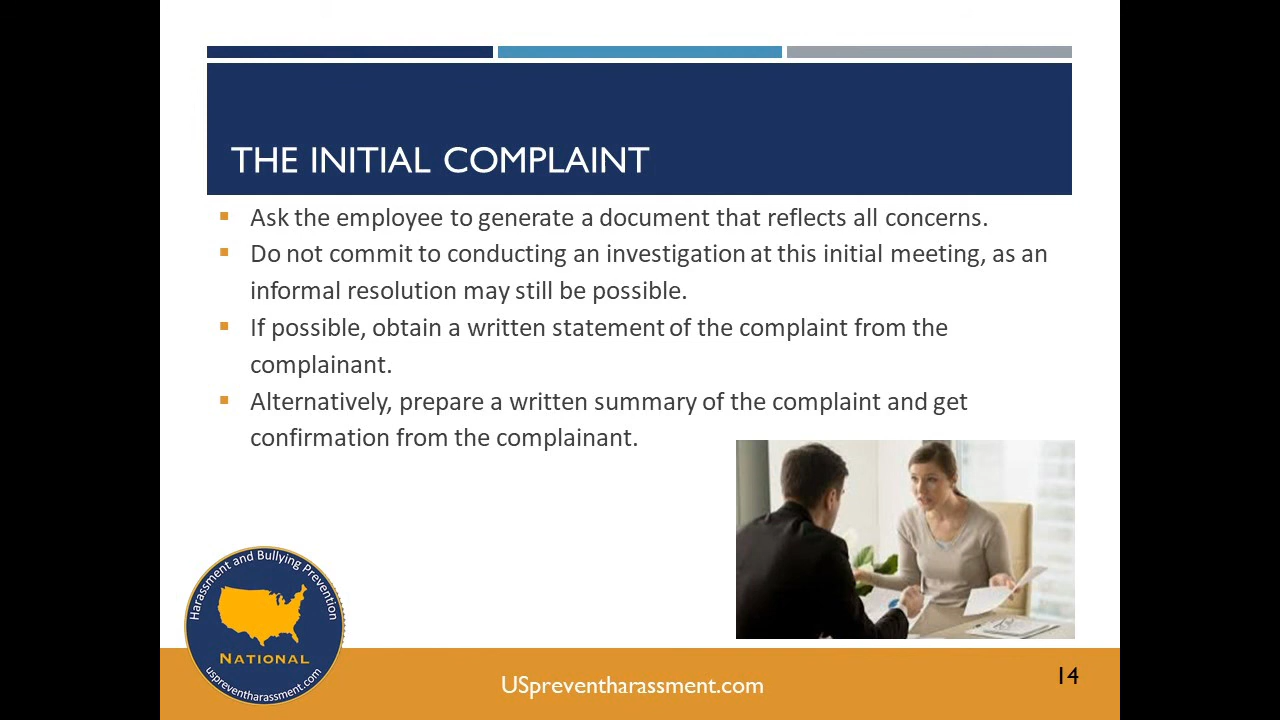 THE INITIAL COMPLAINT
Ask the employee to generate a document that reflects all concerns.
Do not commit to conducting an investigation at this initial meeting, as an
informal resolution may still be possible.
If possible, obtain a written statement of the complaint from the
complainant.
Alternatively, prepare a written summary of the complaint and get
confirmation from the complainant.
Harassment and Bullying Prevention
NATIONAL
uspreventharassment.com
USpreventharassment.com
14